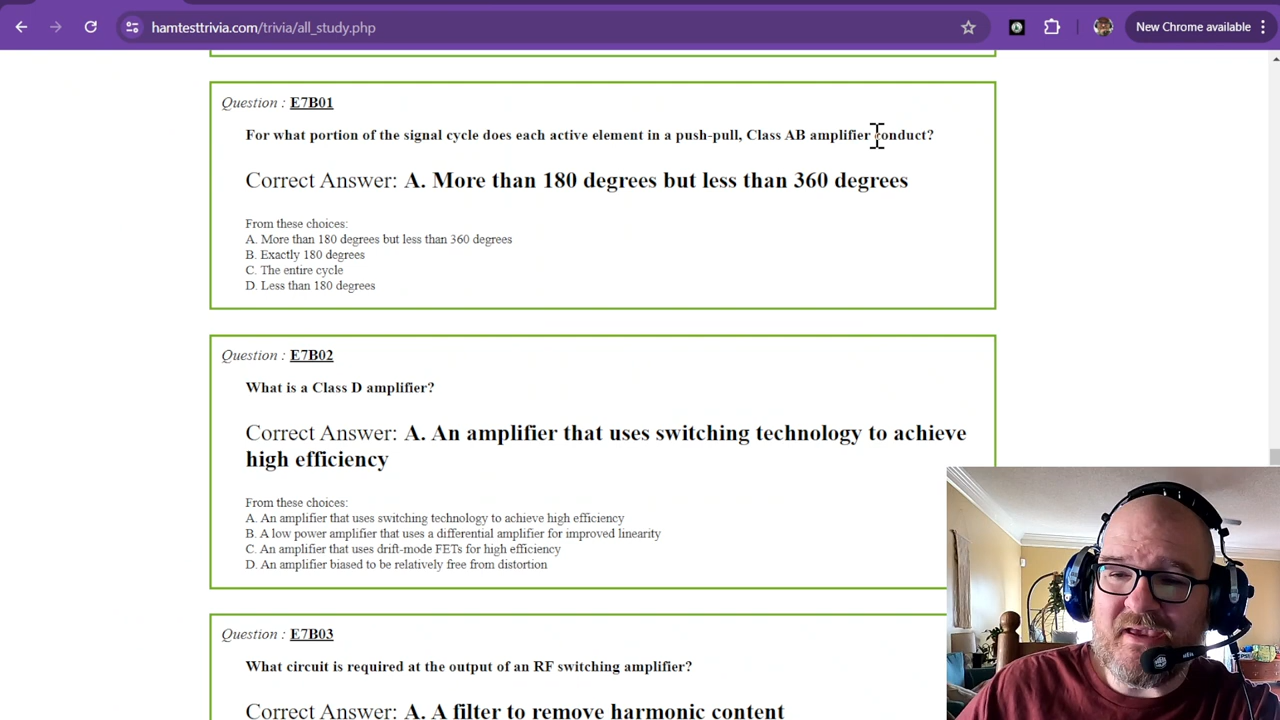 hamtesttrivia.com/trivia/all_study.php
New Chrome available
Question : E7B01
For what portion of the signal cycle does each active element in a push-pull, Class AB amplifier conduct?
Correct Answer: A. More than 180 degrees but less than 360 degrees
From these choices:
A. More than 180 degrees but less than 360 degrees
B. Exactly 180 degrees
C. The entire cycle
D. Less than 180 degrees
Question : E7B02
What is a Class D amplifier?
Correct Answer: A. An amplifier that uses switching technology to achieve
high efficiency
From these choices:
A. An amplifier that uses switching technology to achieve high efficiency
B. A low power amplifier that uses a differential amplifier for improved linearity
C. An amplifier that uses drift-mode FETs for high efficiency
D. An amplifier biased to be relatively free from distortion
Question : E7B03
What circuit is required at the output of an RF switching amplifier?
Correct Answer: A. A filter to remove harmonic content